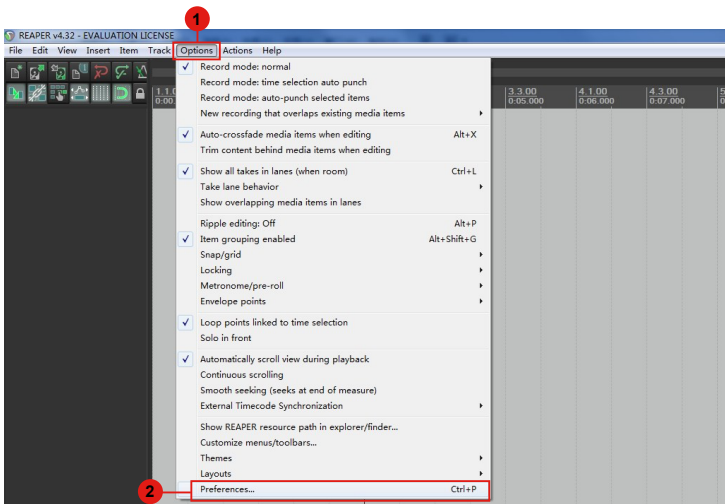 1
REAPER v4.32 - EVALUATION LICENSE
File Edit View Insert Item Track Options Actions Help
Record mode: normal
Record mode: time selection auto punch
Record mode: auto-punch selected items
New recording that overlaps existing media items
1.1.0 3.3.00 4.1.00 4.3.00 5
0:00. 0:05.000 0:06.000 0:07.000
Auto-crossfade media items when editing Alt+X
Trim content behind media items when editing
Show all takes in lanes (when room) Ctrl+L
Take lane behavior
Show overlapping media items in lanes
Ripple editing: Off Alt+P
Item grouping enabled Alt+Shift+G
Snap/grid
Locking
Metronome/pre-roll
Envelope points
Loop points linked to time selection
Solo in front
Automatically scroll view during playback
Continuous scrolling
Smooth seeking (seeks at end of measure)
External Timecode Synchronization
Show REAPER resource path in explorer/finder...
Customize menus/toolbars...
Themes
Layouts
2 Preferences... Ctrl+P